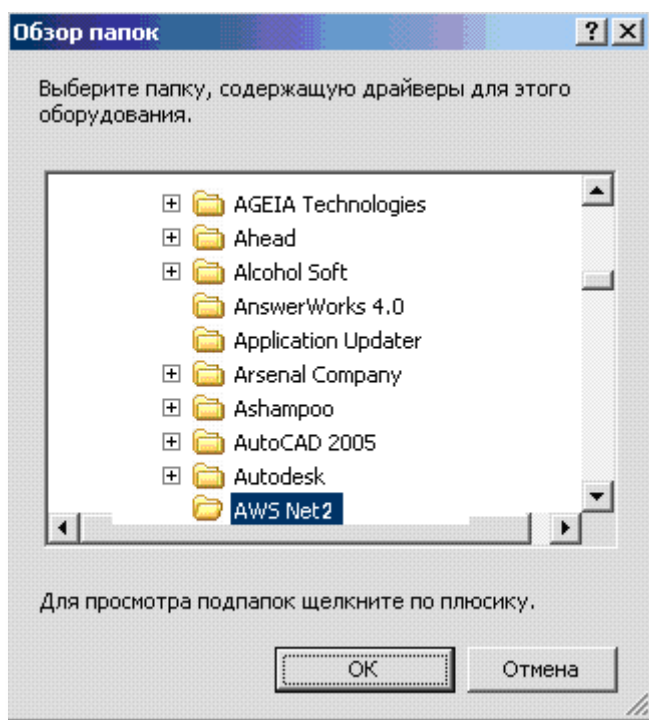 Обзор папок
Выберите папку, содержащую драйверы для этого
оборудования.
AGEIA Technologies
Ahead
Alcohol Soft
AnswerWorks 4.0
Application Updater
Arsenal Company
Ashampoo
AutoCAD 2005
Autodesk
AWS Net2
Для просмотра подпапок щелкните по плюсику.
ОК Отмена